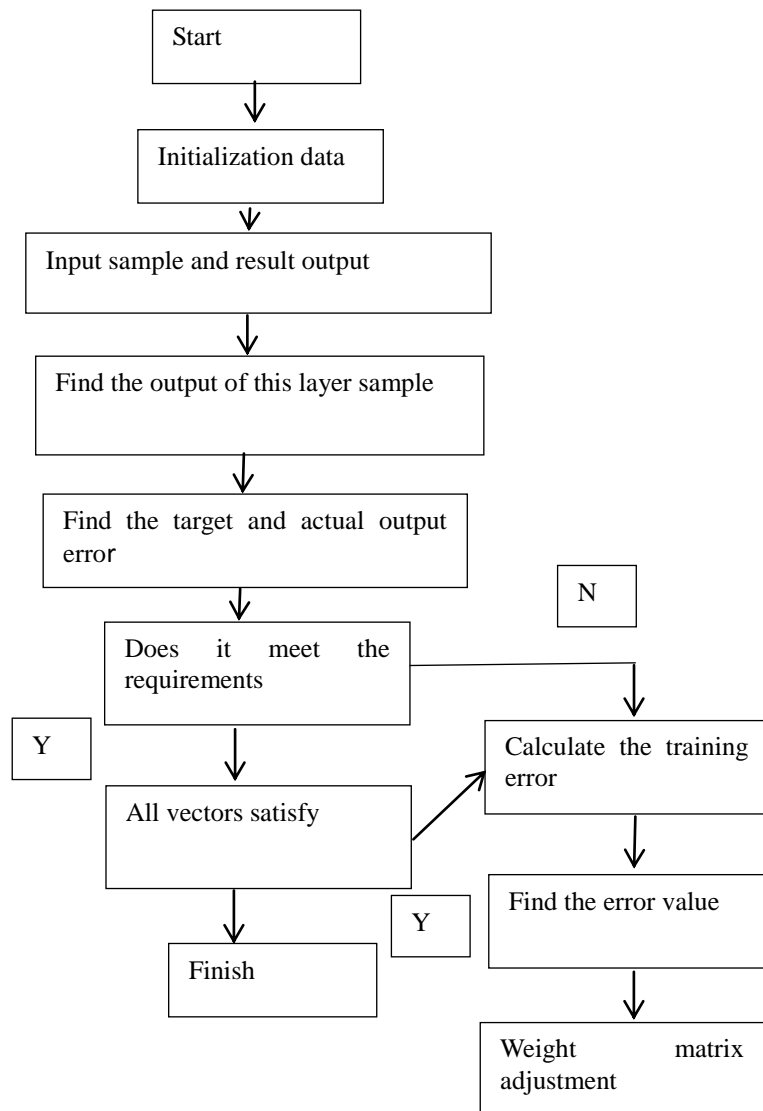 Start
Initialization data
Input sample and result output
Find the output of this layer sample
Find the target and actual output
error
N
Does it meet the
requirements
Y
Calculate the training
error
All vectors satisfy
Y
Find the error value
Finish
Weight matrix
adjustment